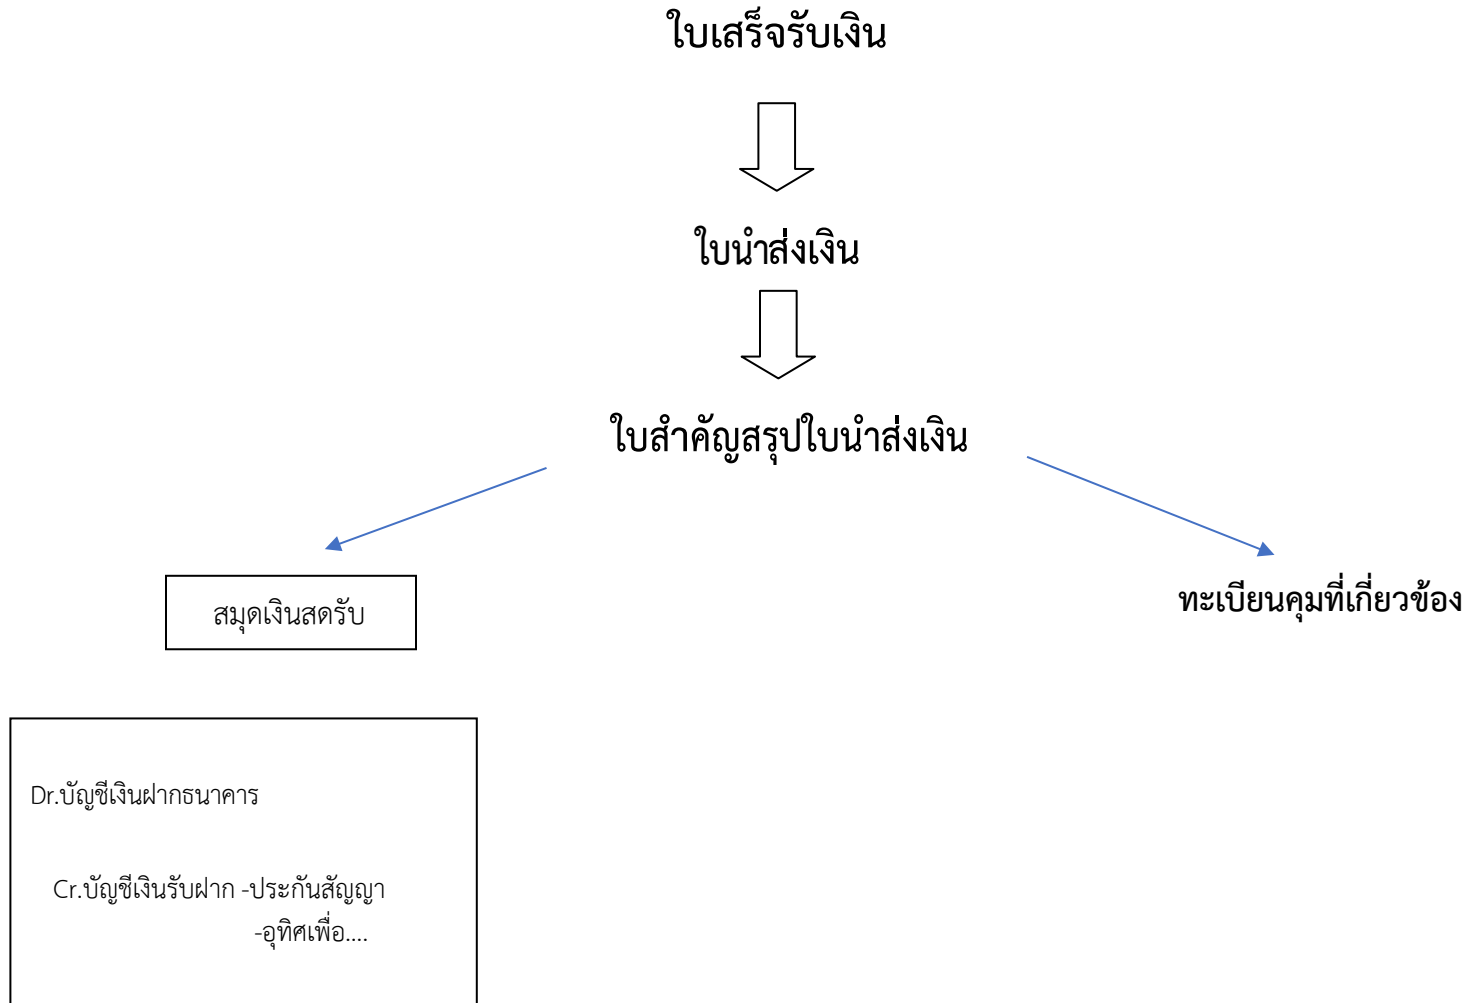 ใบเสร็จรับเงิน
ใบนำส่งเงิน
ใบสำคัญสรุปใบนำส่งเงิน
สมุดเงินสดรับ
ทะเบียนคุมที่เกี่ยวข้อง
Dr.บัญชีเงินฝากธนาคาร
Cr.บัญชีเงินรับฝาก -ประกันสัญญา
-อุทิศเพื่อ....